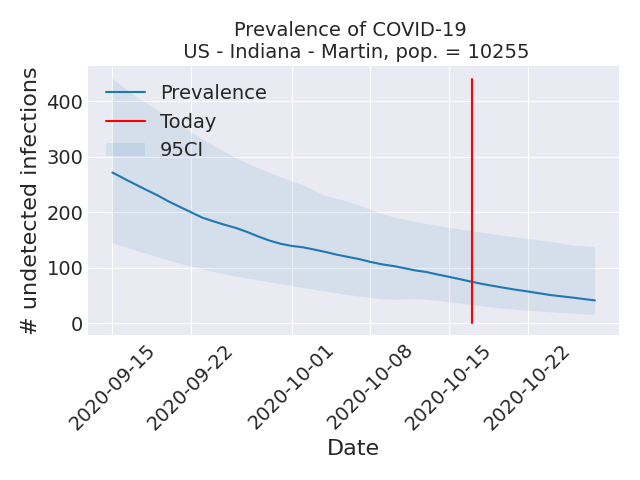 Prevalence of COVID-19
US - Indiana - Martin, pop. = 10255
# undetected infections
400
300
200
100
0
Prevalence
Today
95CI
2020-09-15
2020-09-22
2020-10-01
2020-10-08
2020-10-15
2020-10-22
Date